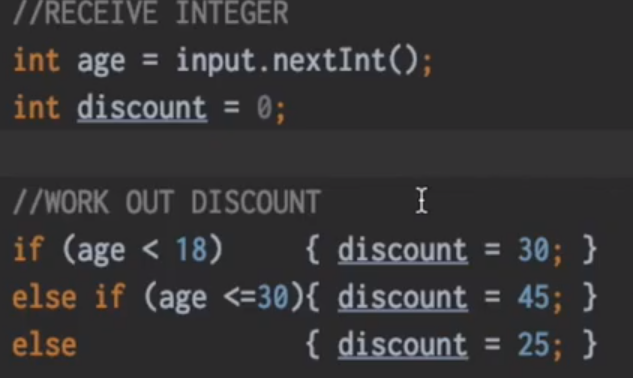 //RECEIVE INTEGER
int age = input.nextInt();
int discount = 0;
//WORK OUT DISCOUNT
if (age < 18)    { discount = 30; }
else if (age <=30){ discount = 45; }
else             { discount = 25; }